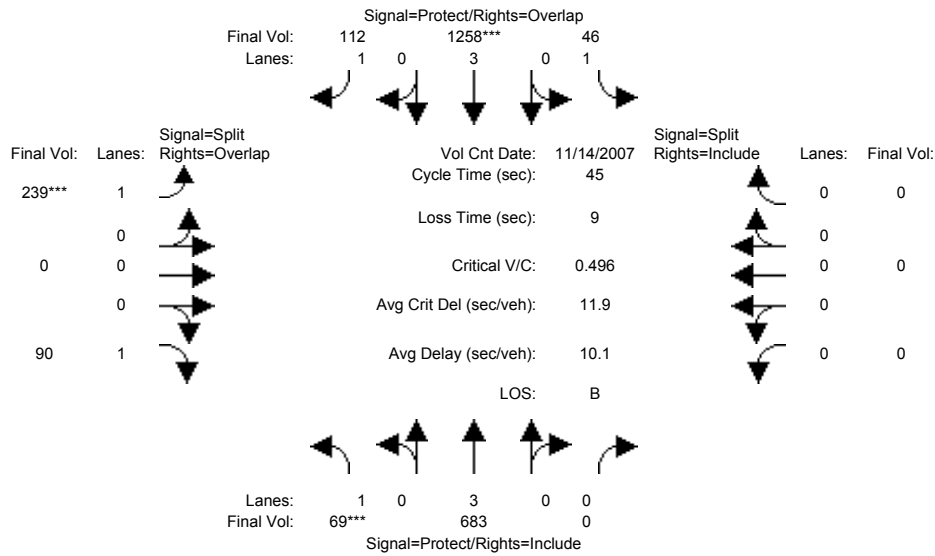 Signal=Protect/Rights=Overlap
Final Vol: 112 1258*** 46
Lanes: 1 0 3 0 1
Signal=Split Signal=Split
Final Vol: Lanes: Rights=Overlap Vol Cnt Date: 11/14/2007 Rights=Include Lanes: Final Vol:
Cycle Time (sec): 45
239*** 1 0 0
Loss Time (sec): 9
0 0
0 0 Critical V/C: 0.496 0 0
0 Avg Crit Del (sec/veh): 11.9 0
90 1 Avg Delay (sec/veh): 10.1 0 0
LOS: B
Lanes: 1 0 3 0 0
Final Vol: 69*** 683 0
Signal=Protect/Rights=Include